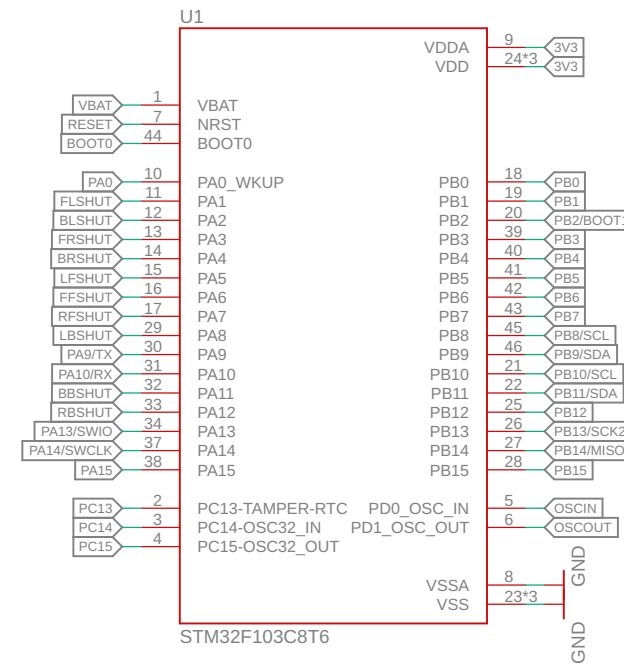 U1
VDDA 9 3V3
VDD 24*3 3V3
VBAT 1 VBAT
RESET 7 NRST
BOOT0 44 BOOT0
PA0 10 PA0_WKUP PB0 18 PB0
FLSHUT 11 PA1 PB1 19 PB1
BLSHUT 12 PA2 PB2 20 PB2/BOOT1
FRSHUT 13 PA3 PB3 39 PB3
BRSHUT 14 PA4 PB4 40 PB4
LFSHUT 15 PA5 PB5 41 PB5
FFSHUT 16 PA6 PB6 42 PB6
RFSHUT 17 PA7 PB7 43 PB7
LBSHUT 29 PA8 PB8 45 PB8/SCL
PA9/TX 30 PA9 PB9 46 PB9/SDA
PA10/RX 31 PA10 PB10 21 PB10/SCL
BBSHUT 32 PA11 PB11 22 PB11/SDA
RBSHUT 33 PA12 PB12 25 PB12
PA13/SWIO 34 PA13 PB13 26 PB13/SCK2
PA14/SWCLK 37 PA14 PB14 27 PB14/MISO
PA15 38 PA15 PB15 28 PB15
PC13 2 PC13-TAMPER-RTC PD0_OSC_IN 5 OSCIN
PC14 3 PC14-OSC32_IN PD1_OSC_OUT 6 OSCOUT
PC15 4 PC15-OSC32_OUT
VSSA 8 GND
VSS 23*3 GND
STM32F103C8T6